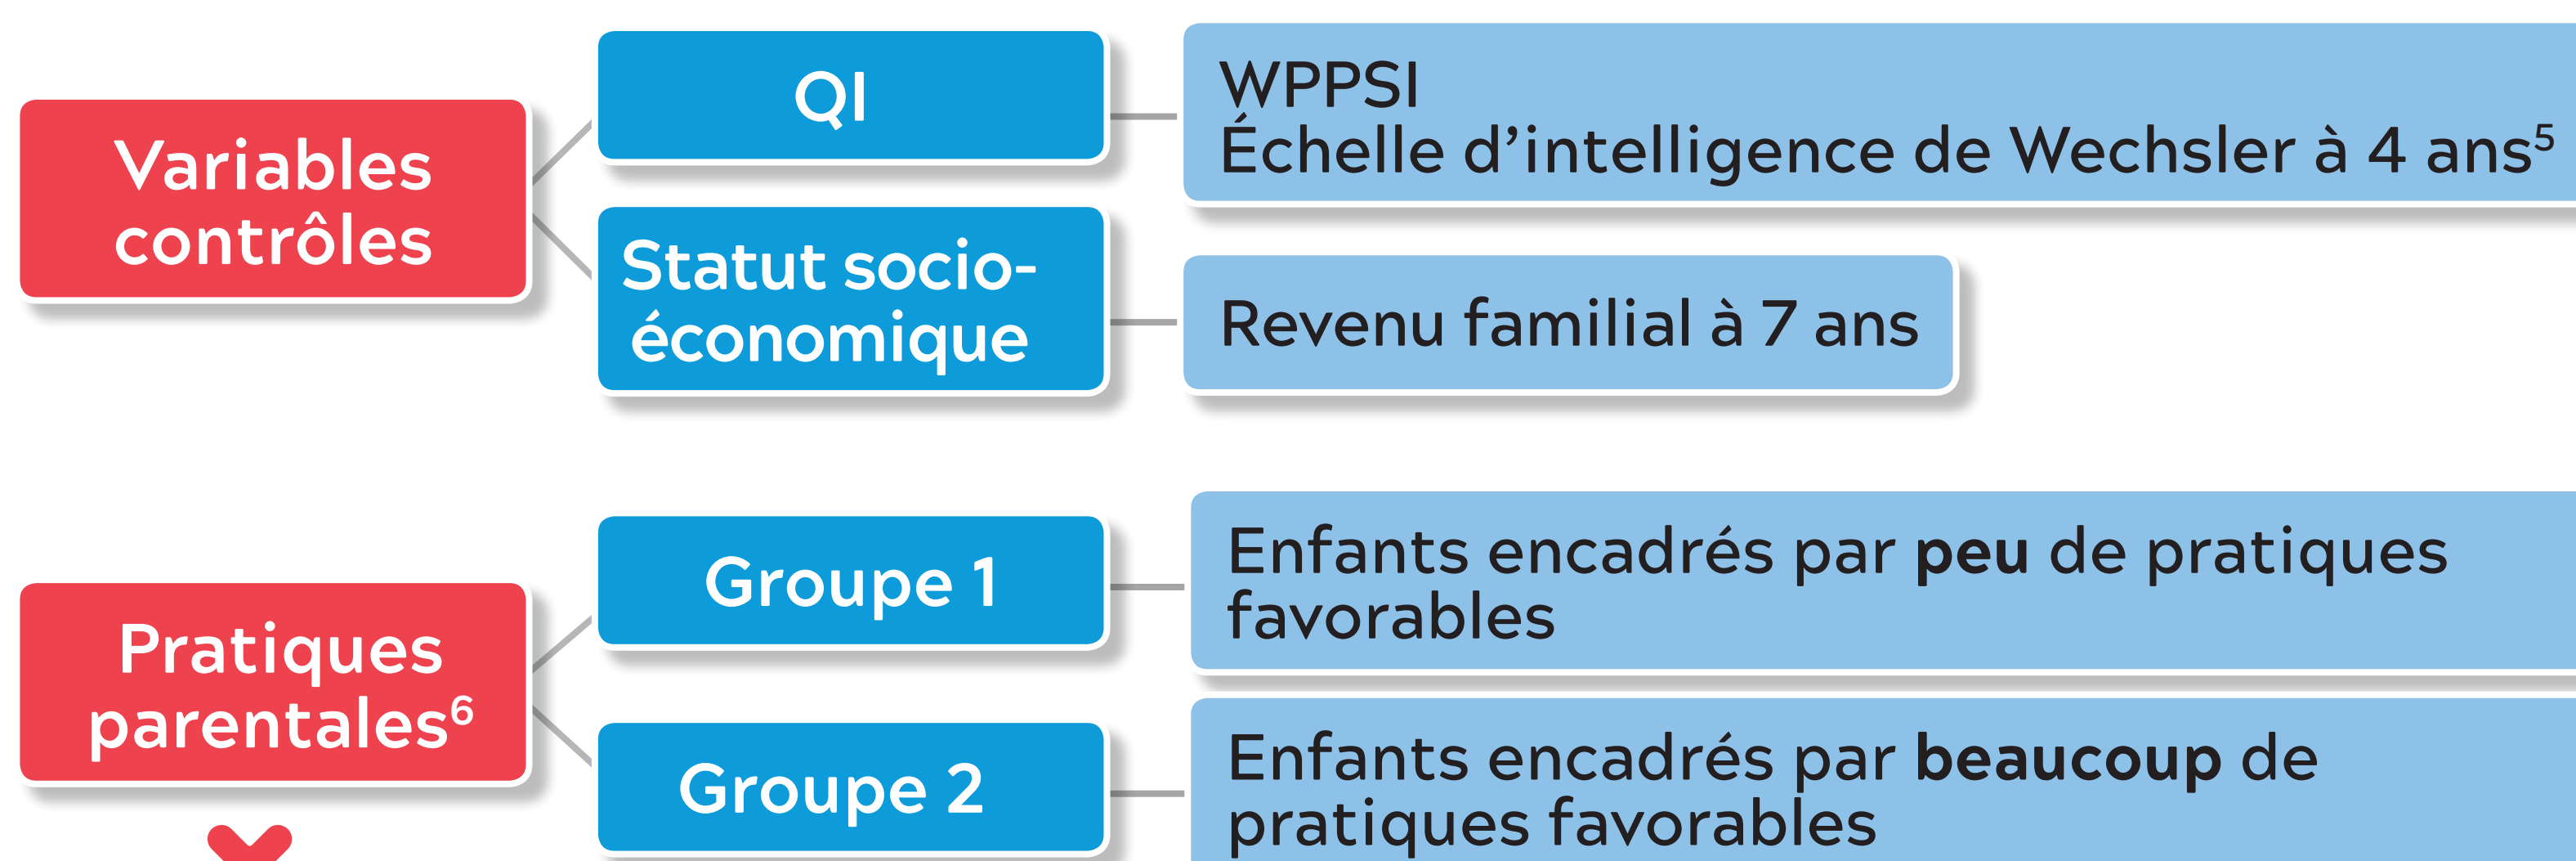 Variables
contrôles
QI
WPPSI
Échelle d’intelligence de Wechsler à 4 ans⁵
Statut socio-
économique
Revenu familial à 7 ans
Pratiques
parentales⁶
Groupe 1
Enfants encadrés par peu de pratiques
favorables
Groupe 2
Enfants encadrés par beaucoup de
pratiques favorables